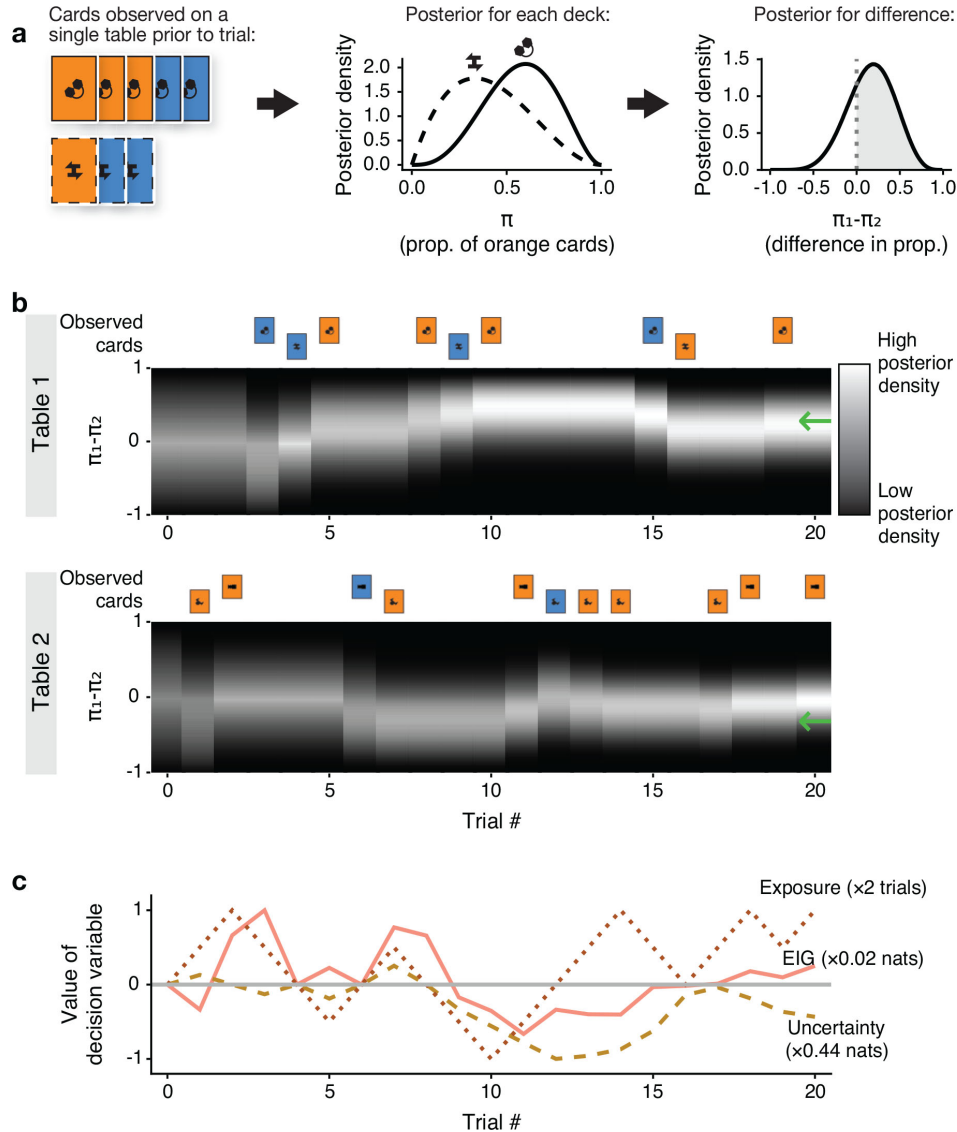 a
Cards observed on a
single table prior to trial:
Posterior for each deck:
Posterior for difference:
Posterior density
2.0
1.5
1.0
0.5
0.0
0.0
0.5
1.0
π
(prop. of orange cards)
Posterior density
1.5
1.0
0.5
0.0
-1.0
-0.5
0.0
0.5
1.0
π₁-π₂
(difference in prop.)
b
Table 1
Observed
cards
π₁-π₂
1
0
-1
0
5
10
15
20
High
posterior
density
Low
posterior
density
Table 2
Observed
cards
π₁-π₂
1
0
-1
0
5
10
15
20
Trial #
c
Value of
decision variable
1
0
-1
Exposure (×2 trials)
EIG (×0.02 nats)
Uncertainty
(×0.44 nats)
0
5
10
15
20
Trial #